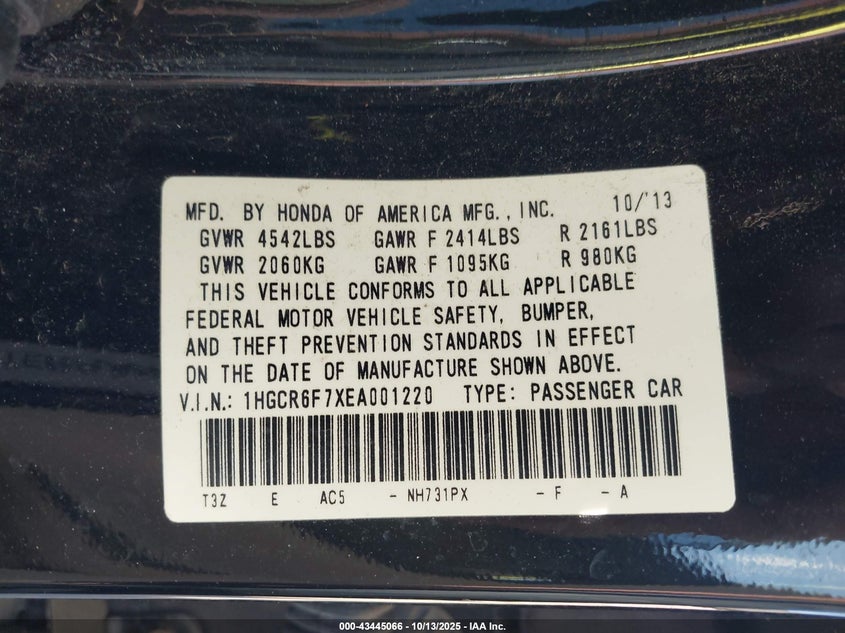 MFD. BY HONDA OF AMERICA MFG., INC. 10/'13
GVWR 4542LBS GAWR F 2414LBS R 2161LBS
GVWR 2060KG GAWR F 1095KG R 980KG
THIS VEHICLE CONFORMS TO ALL APPLICABLE
FEDERAL MOTOR VEHICLE SAFETY, BUMPER,
AND THEFT PREVENTION STANDARDS IN EFFECT
ON THE DATE OF MANUFACTURE SHOWN ABOVE.
V.I.N.: 1HGCR6F7XEA001220 TYPE: PASSENGER CAR
T3Z E AC5 - NH731PX - F - A
000-43445066 - 10/13/2025 - IAA Inc.